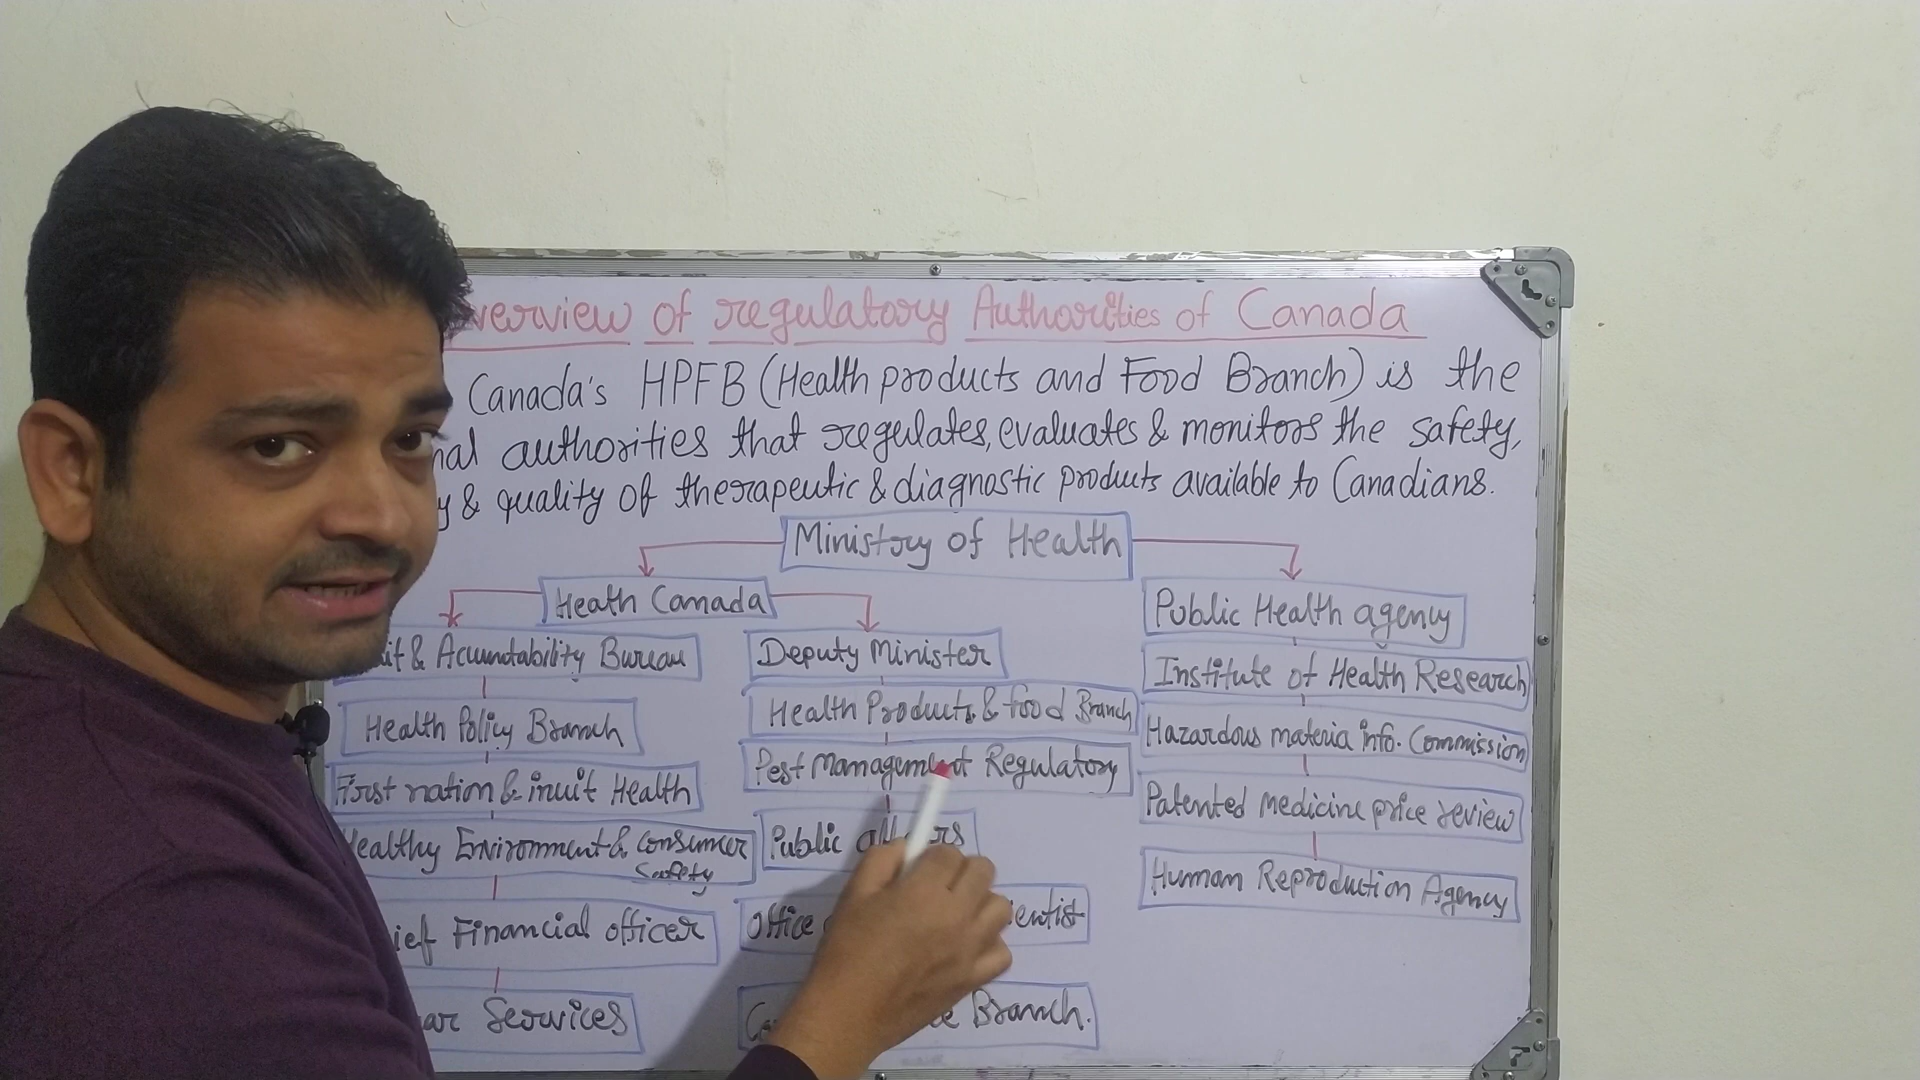 verview of regulatory Authorities of Canada
Canada's HPFB (Health products and Food Branch) is the
nal authorities that regulates, evaluates & monitors the safety,
y & quality of therapeutic & diagnostic products available to Canadians.
Ministry of Health
Heath Canada
Public Health agency
it & Accuntability Bureau
Deputy Minister
Institute of Health Research
Health Policy Branch
Health Products & food Branch
Hazardous materia info. Commission
First nation & inuit Health
Pest Management Regulatory
Patented medicine price review
ealthy Environment & consumer
safety
Public
Human Reproduction Agency
ief Financial officer
Office
entist
ar Services
Branch.